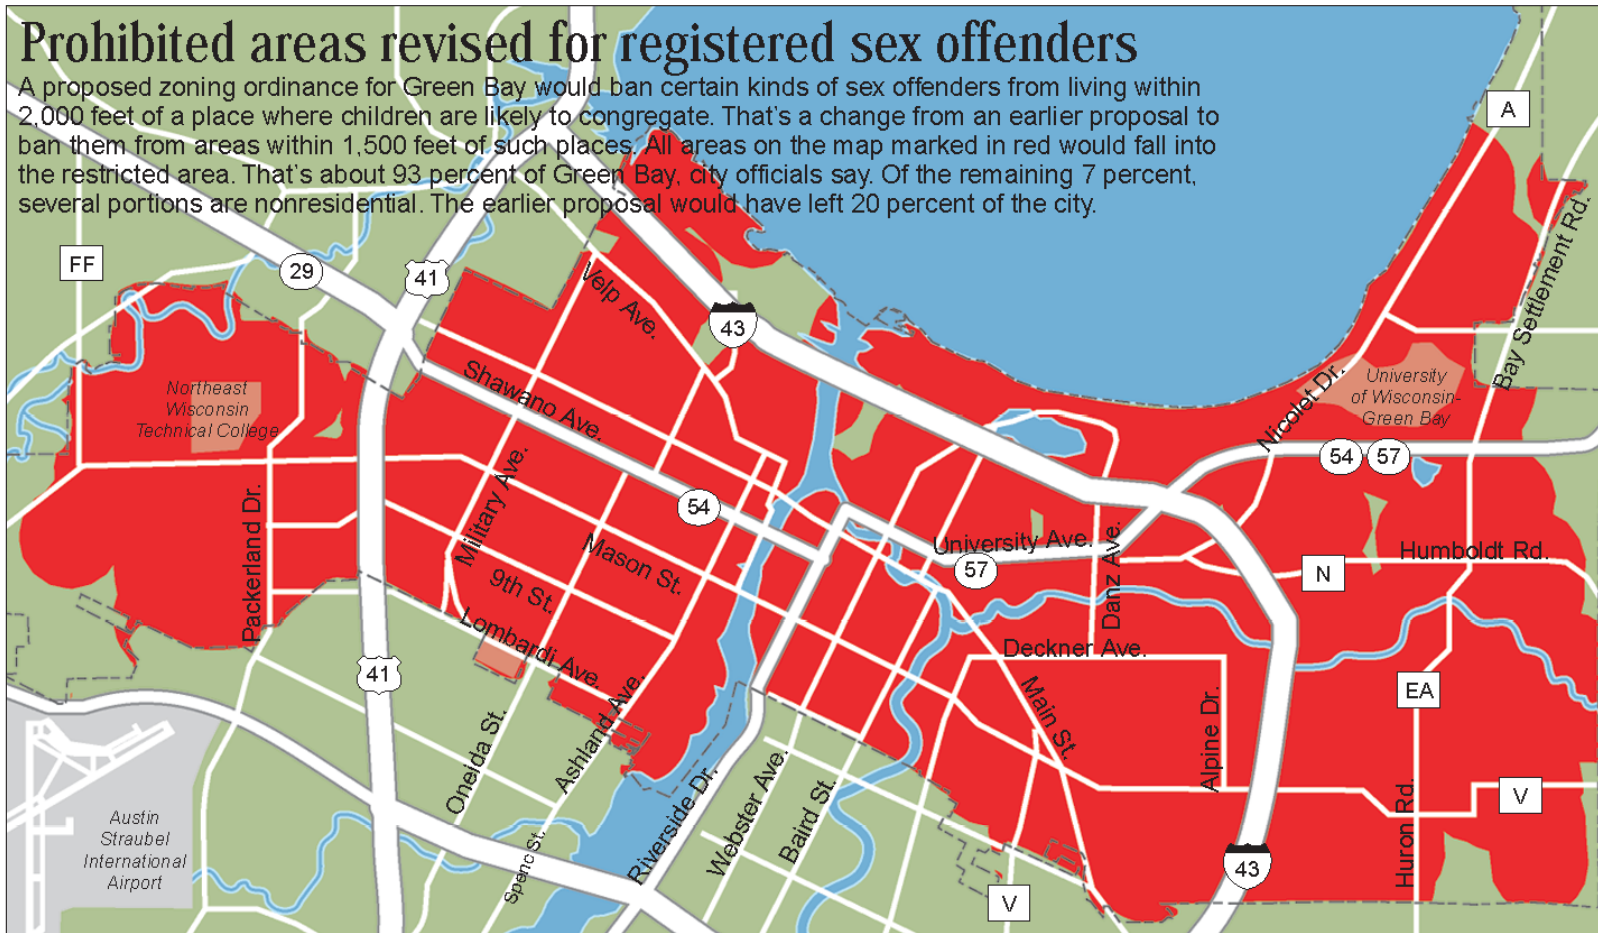 Prohibited areas revised for registered sex offenders
A proposed zoning ordinance for Green Bay would ban certain kinds of sex offenders from living within
2,000 feet of a place where children are likely to congregate. That's a change from an earlier proposal to
ban them from areas within 1,500 feet of such places. All areas on the map marked in red would fall into
the restricted area. That's about 93 percent of Green Bay, city officials say. Of the remaining 7 percent,
several portions are nonresidential. The earlier proposal would have left 20 percent of the city.
A
FF
29
41
Velp Ave.
43
Bay Settlement Rd.
Northeast
Wisconsin
Technical College
Shawano Ave.
Nicolet Dr.
University
of Wisconsin-
Green Bay
54
57
Packerland Dr.
Military Ave.
54
Mason St.
9th St.
Lombardi Ave.
University Ave.
57
Danz Ave.
Humboldt Rd.
N
Deckner Ave.
41
EA
Main St.
Alpine Dr.
Oneida St.
Ashland Ave.
Riverside Dr.
Webster Ave.
Baird St.
Spenc St.
Huron Rd.
V
Austin
Straubel
International
Airport
43
V